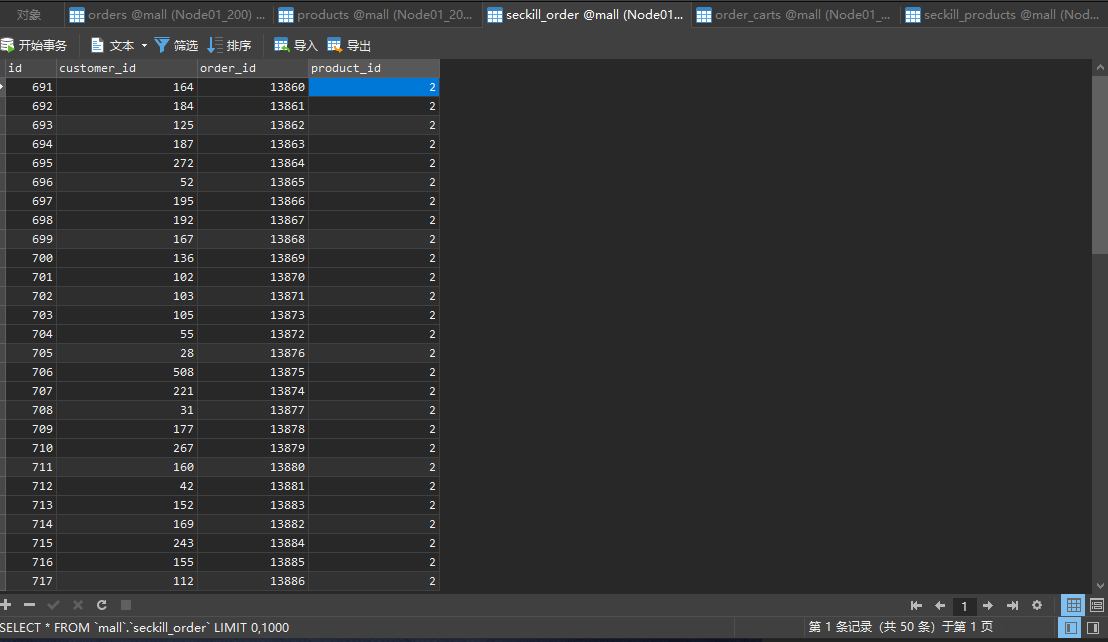 对象 orders @mall (Node01_200) ... products @mall (Node01_20... seckill_order @mall (Node01... order_carts @mall (Node01_... seckill_products @mall (Nod...
开始事务 文本 筛选 排序 导入 导出
id customer_id order_id product_id
691 164 13860 2
692 184 13861 2
693 125 13862 2
694 187 13863 2
695 272 13864 2
696 52 13865 2
697 195 13866 2
698 192 13867 2
699 167 13868 2
700 136 13869 2
701 102 13870 2
702 103 13871 2
703 105 13873 2
704 55 13872 2
705 28 13876 2
706 508 13875 2
707 221 13874 2
708 31 13877 2
709 177 13878 2
710 267 13879 2
711 160 13880 2
712 42 13881 2
713 152 13883 2
714 169 13882 2
715 243 13884 2
716 155 13885 2
717 112 13886 2
1
SELECT * FROM `mall`.`seckill_order` LIMIT 0,1000 第 1 条记录 (共 50 条) 于第 1 页